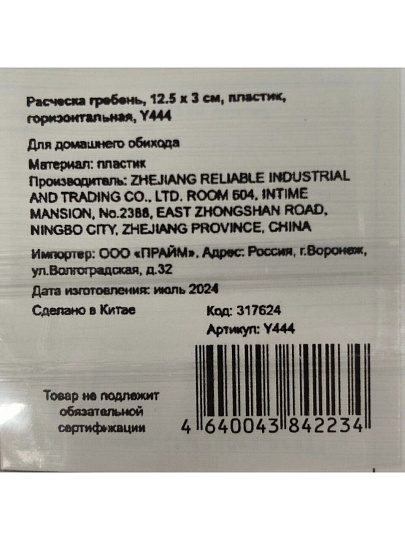 Расческа гребень, 12.5 x 3 см, пластик,
горизонтальная, Y444
Для домашнего обихода
Материал: пластик
Производитель: ZHEJIANG RELIABLE INDUSTRIAL
AND TRADING CO., LTD. ROOM 604, INTIME
MANSION, No.2388, EAST ZHONGSHAN ROAD,
NINGBO CITY, ZHEJIANG PROVINCE, CHINA
Импортер: ООО «ПРАЙМ». Адрес: Россия, г.Воронеж,
ул.Волгоградская, д.32
Дата изготовления: июль 2024
Сделано в Китае
Код: 317624
Артикул: Y444
Товар не подлежит
обязательной
сертификации
4 640043 842234